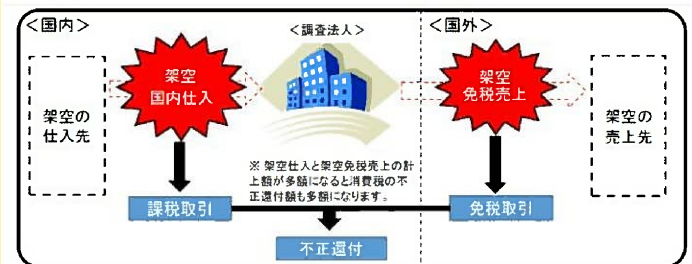 ＜国内＞
＜調査法人＞
＜国外＞
架空の
仕入先
架空
国内仕入
架空
免税売上
架空の
売上先
※ 架空仕入と架空免税売上の計
上額が多額になると消費税の不
正還付額も多額になります。
課税取引
免税取引
不正還付